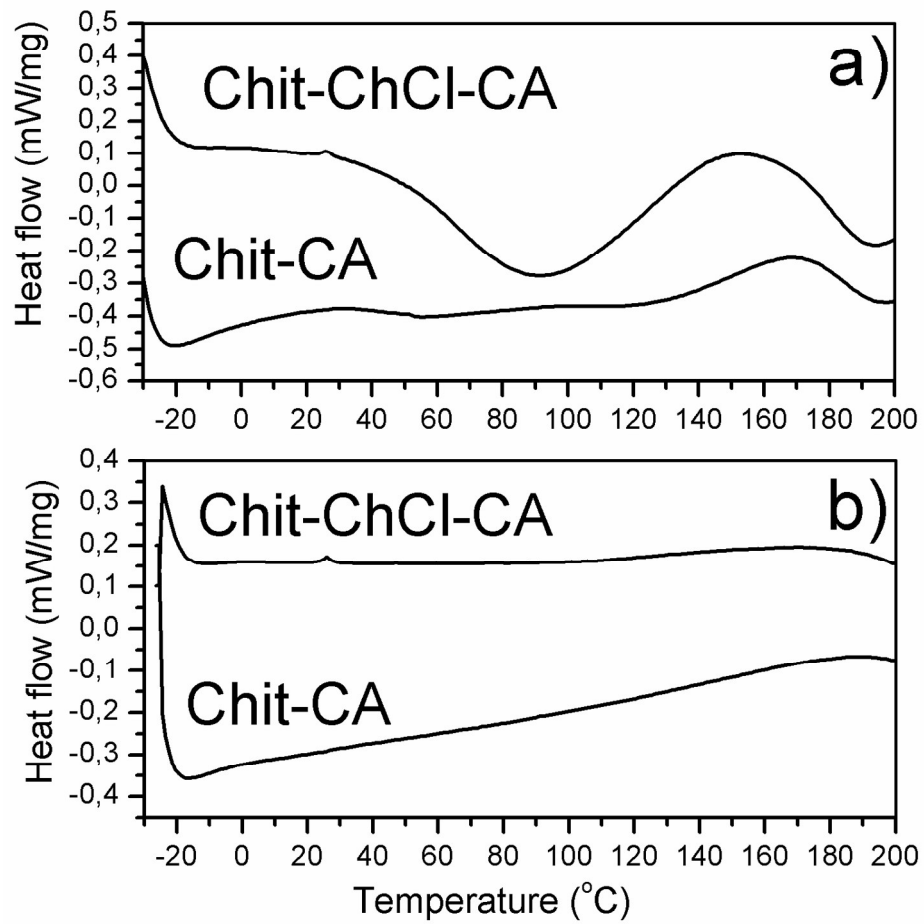 a)
Chit-ChCl-CA
Chit-CA
Heat flow (mW/mg)
0,5
0,4
0,3
0,2
0,1
0,0
-0,1
-0,2
-0,3
-0,4
-0,5
-0,6
-20 0 20 40 60 80 100 120 140 160 180 200
b)
Chit-ChCl-CA
Chit-CA
Heat flow (mW/mg)
0,4
0,3
0,2
0,1
0,0
-0,1
-0,2
-0,3
-0,4
-20 0 20 40 60 80 100 120 140 160 180 200
Temperature (°C)